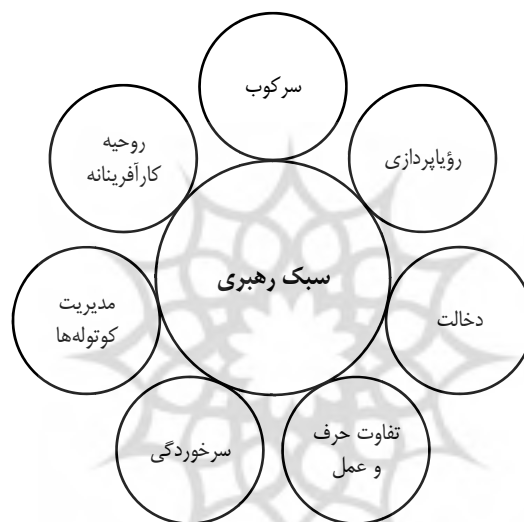 سرکوب
رؤیاپردازی
دخالت
تفاوت حرف
و عمل
سرخوردگی
مدیریت
کوتوله‌ها
روحیه
کارآفرینانه
سبک رهبری